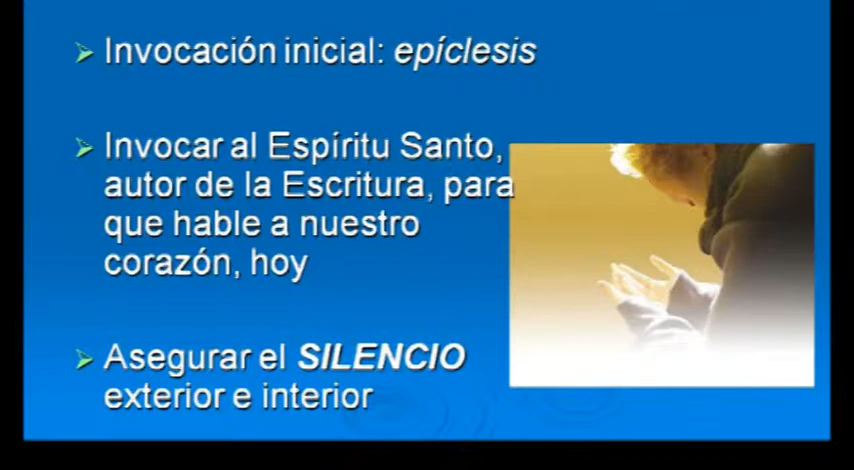 Invocación inicial: epíclesis
Invocar al Espíritu Santo,
autor de la Escritura, para
que hable a nuestro
corazón, hoy
Asegurar el SILENCIO
exterior e interior